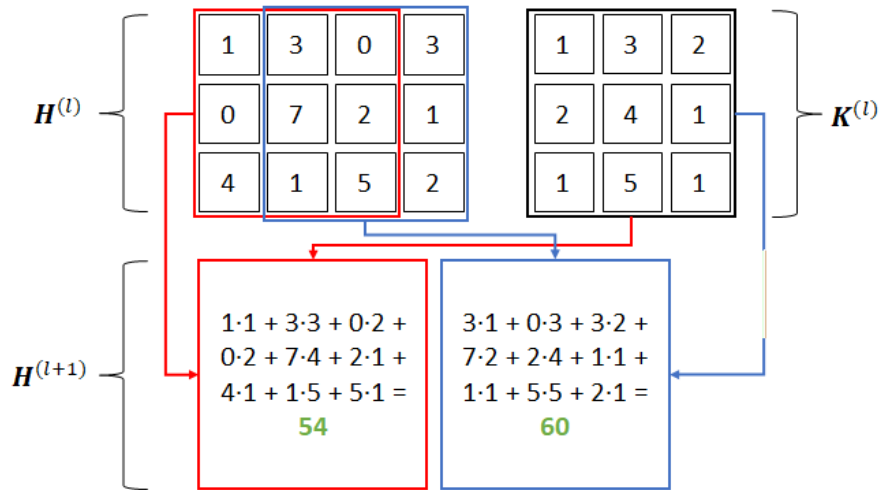 1 3 0 3 1 3 2
H^(l) 0 7 2 1 2 4 1 K^(l)
4 1 5 2 1 5 1
1·1 + 3·3 + 0·2 + 3·1 + 0·3 + 3·2 +
0·2 + 7·4 + 2·1 + 7·2 + 2·4 + 1·1 +
H^(l+1) 4·1 + 1·5 + 5·1 = 1·1 + 5·5 + 2·1 =
54 60